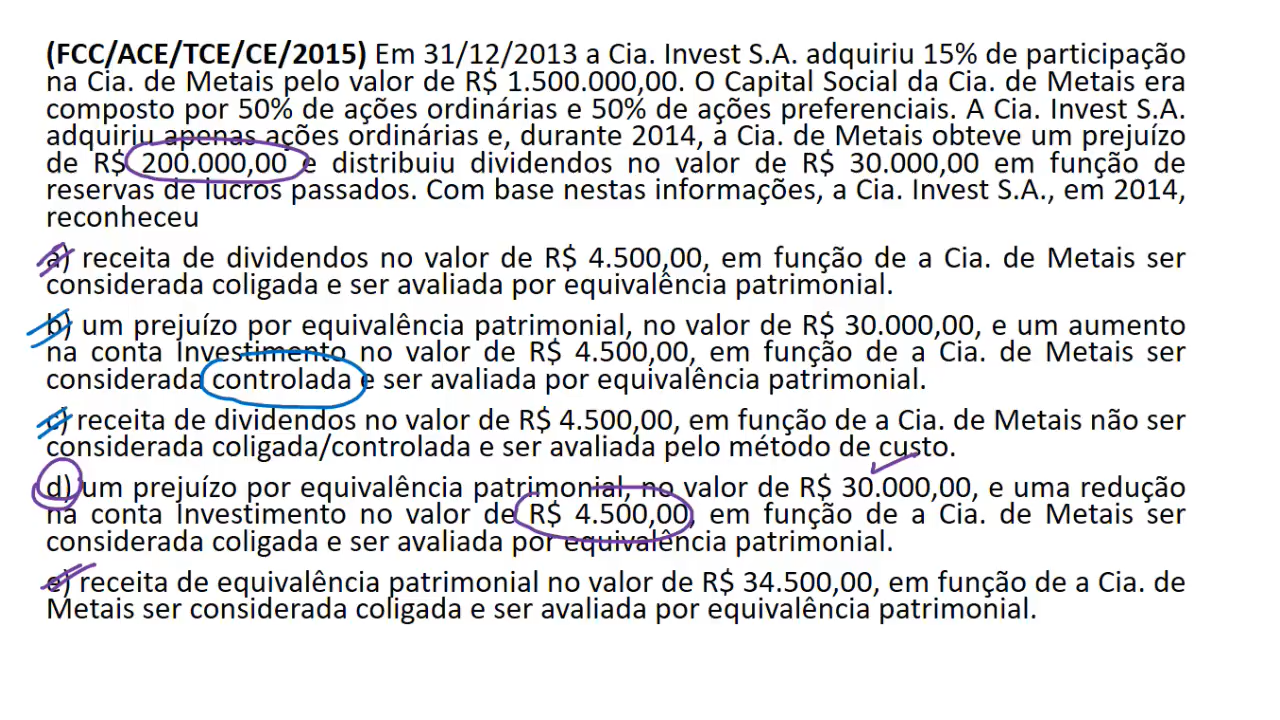 (FCC/ACE/TCE/CE/2015) Em 31/12/2013 a Cia. Invest S.A. adquiriu 15% de participação
na Cia. de Metais pelo valor de R$ 1.500.000,00. O Capital Social da Cia. de Metais era
composto por 50% de ações ordinárias e 50% de ações preferenciais. A Cia. Invest S.A.
adquiriu apenas ações ordinárias e, durante 2014, a Cia. de Metais obteve um prejuízo
de R$ 200.000,00 e distribuiu dividendos no valor de R$ 30.000,00 em função de
reservas de lucros passados. Com base nestas informações, a Cia. Invest S.A., em 2014,
reconheceu
a) receita de dividendos no valor de R$ 4.500,00, em função de a Cia. de Metais ser
considerada coligada e ser avaliada por equivalência patrimonial.
b) um prejuízo por equivalência patrimonial, no valor de R$ 30.000,00, e um aumento
na conta Investimento no valor de R$ 4.500,00, em função de a Cia. de Metais ser
considerada controlada e ser avaliada por equivalência patrimonial.
c) receita de dividendos no valor de R$ 4.500,00, em função de a Cia. de Metais não ser
considerada coligada/controlada e ser avaliada pelo método de custo.
d) um prejuízo por equivalência patrimonial, no valor de R$ 30.000,00, e uma redução
na conta Investimento no valor de R$ 4.500,00, em função de a Cia. de Metais ser
considerada coligada e ser avaliada por equivalência patrimonial.
e) receita de equivalência patrimonial no valor de R$ 34.500,00, em função de a Cia. de
Metais ser considerada coligada e ser avaliada por equivalência patrimonial.